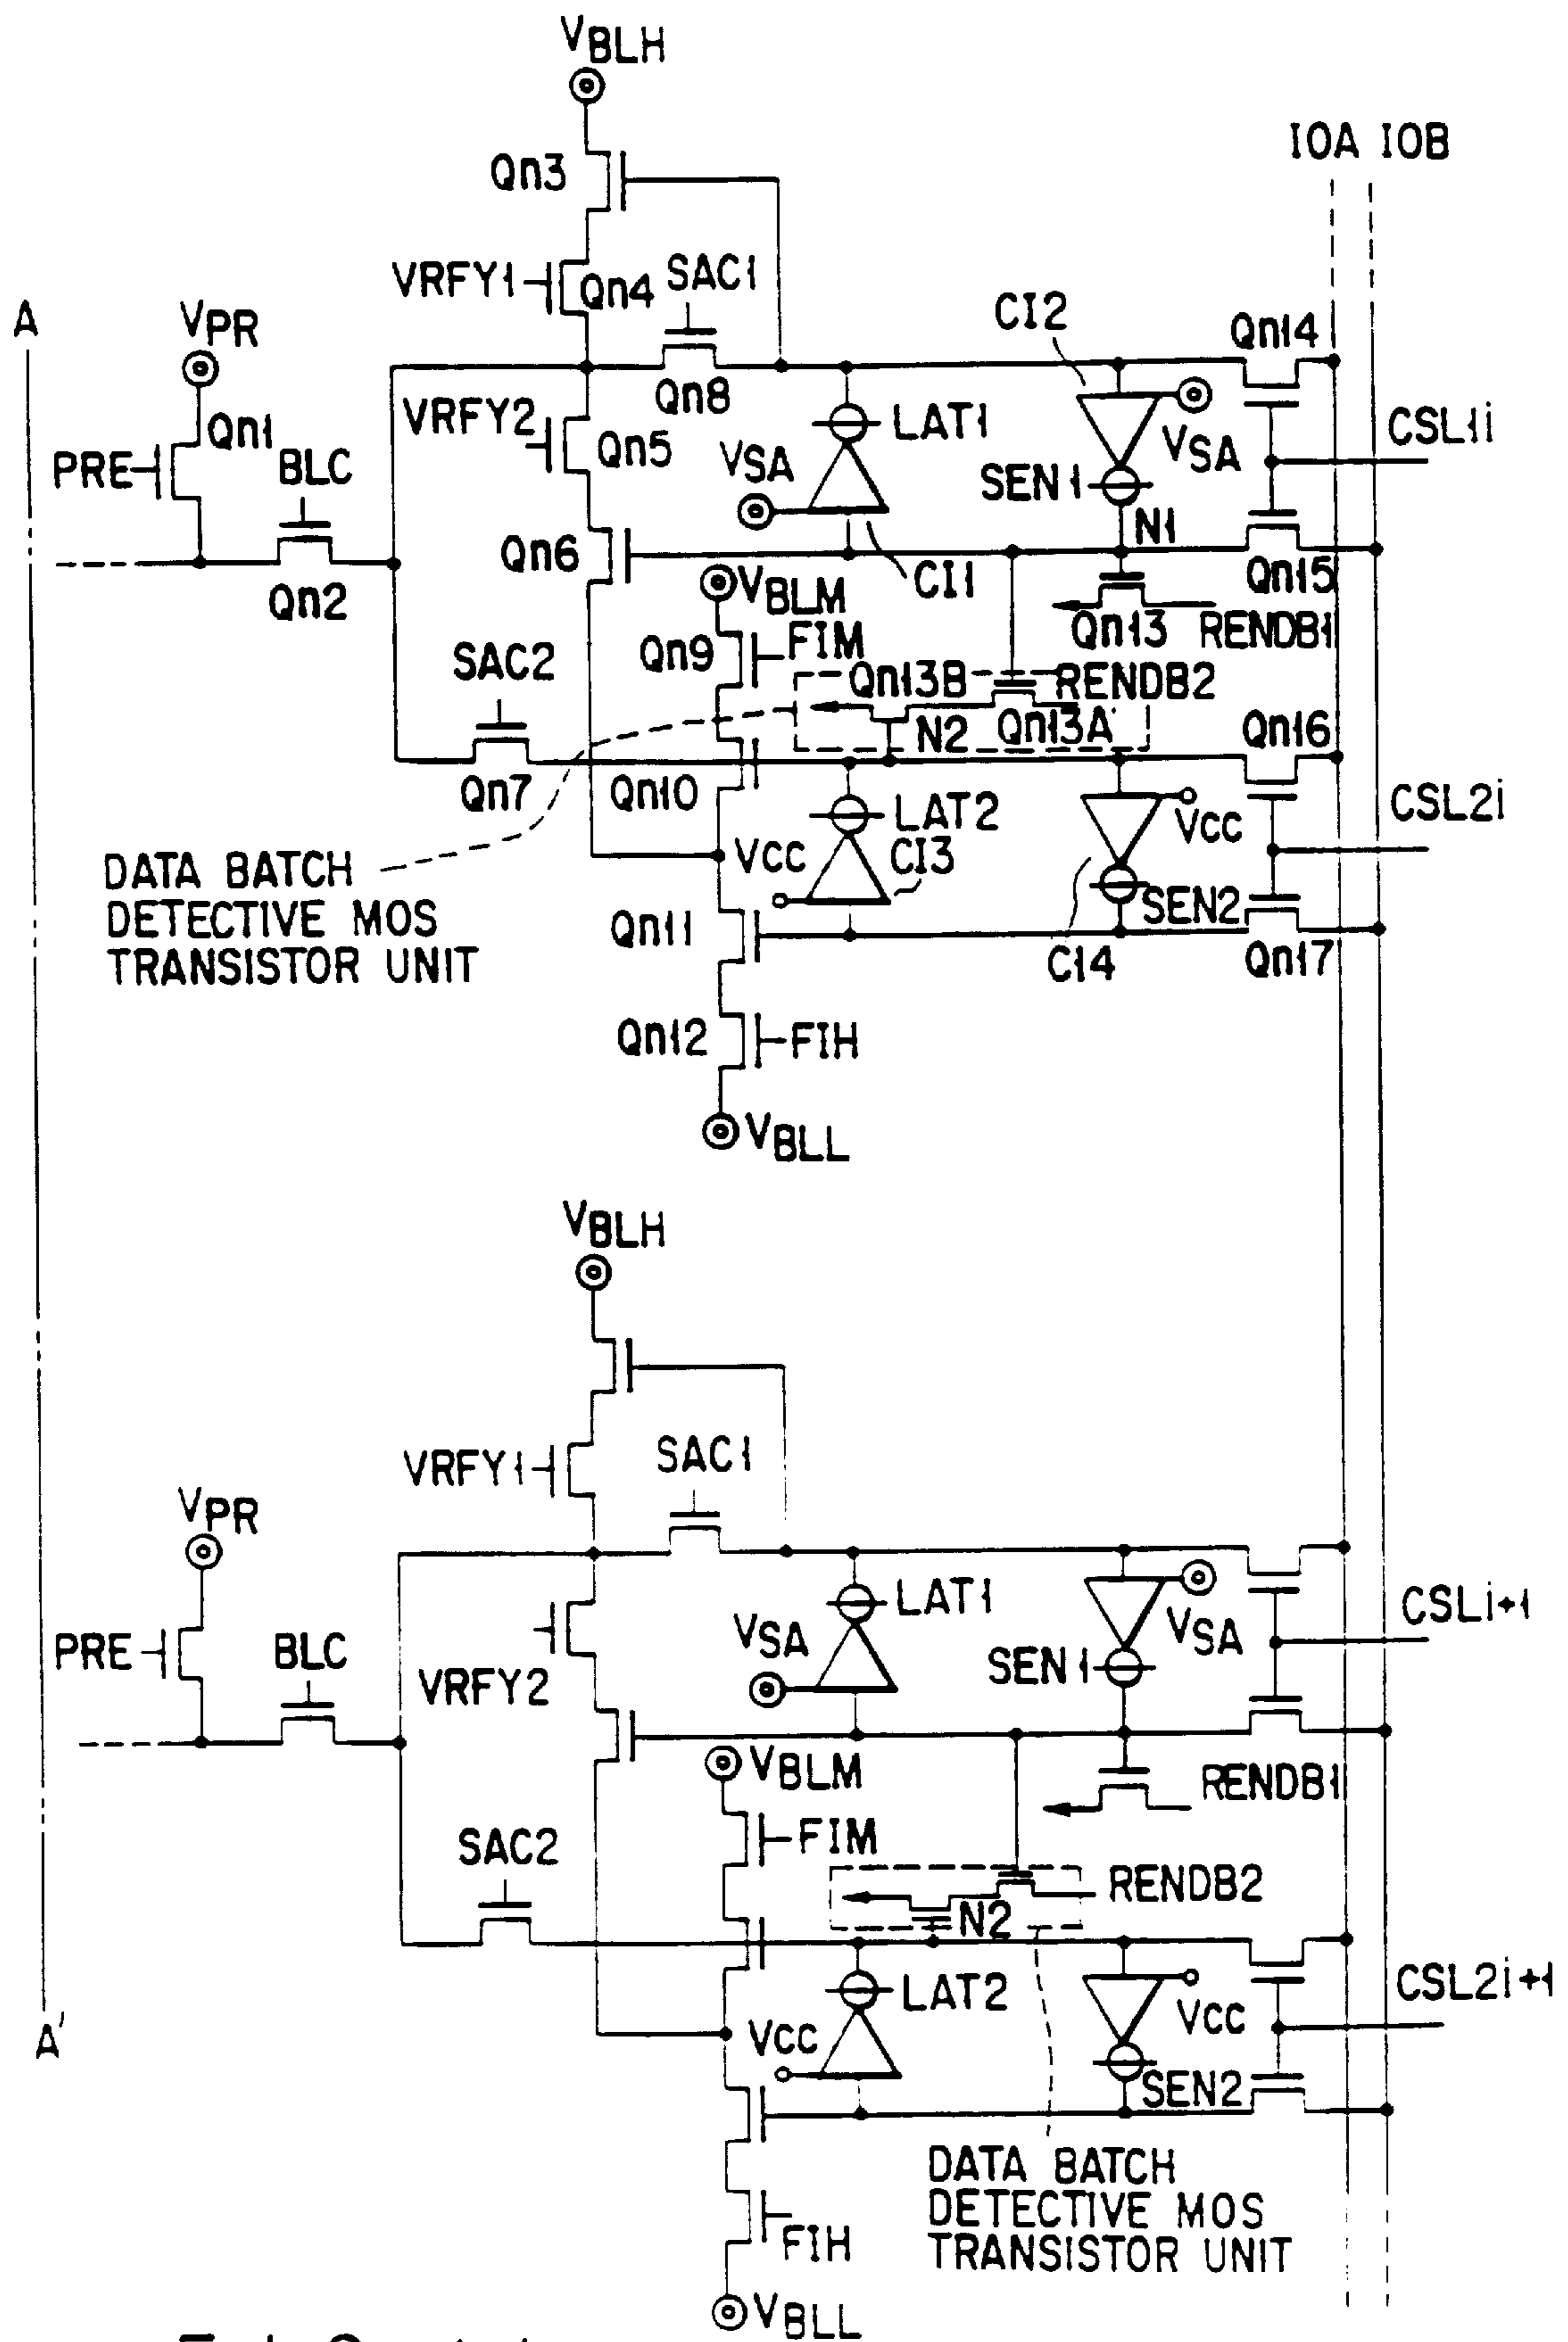 VBLH
IOA IOB
Qn3
VRFY1
Qn4
SAC1
CI2
Qn14
A
VPR
Qn8
VRFY2
Qn5
LAT1
VSA
CSL1i
Qn1
PRE
BLC
VSA
SEN1
N1
Qn6
CI1
Qn15
Qn2
VBLM
Qn13
RENDB1
Qn9
FIM
SAC2
Qn13B
RENDB2
Qn13A
N2
Qn16
Qn7
Qn10
LAT2
VCC
CSL2i
VCC
CI3
DATA BATCH
DETECTIVE MOS
TRANSISTOR UNIT
Qn11
SEN2
CI4
Qn17
Qn12
FIH
VBLL
VBLH
VRFY1
SAC1
VPR
LAT1
VSA
CSLi+1
PRE
BLC
VRFY2
VSA
SEN1
VBLM
RENDB1
FIM
SAC2
RENDB2
N2
LAT2
VCC
CSL2i+1
A'
VCC
SEN2
DATA BATCH
DETECTIVE MOS
TRANSISTOR UNIT
FIH
VBLL